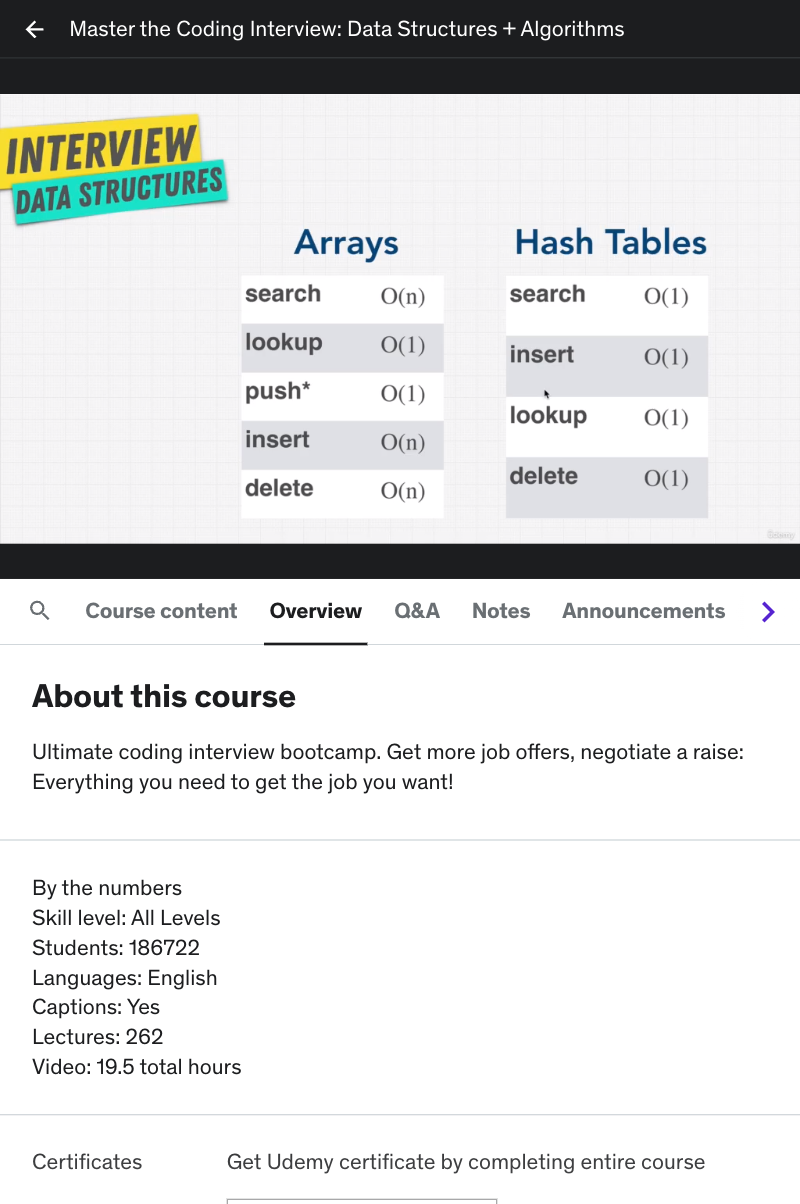 Master the Coding Interview: Data Structures + Algorithms
INTERVIEW
DATA STRUCTURES
Arrays
search O(n)
lookup O(1)
push* O(1)
insert O(n)
delete O(n)
Hash Tables
search O(1)
insert O(1)
lookup O(1)
delete O(1)
Udemy
Course content Overview Q&A Notes Announcements
About this course
Ultimate coding interview bootcamp. Get more job offers, negotiate a raise:
Everything you need to get the job you want!
By the numbers
Skill level: All Levels
Students: 186722
Languages: English
Captions: Yes
Lectures: 262
Video: 19.5 total hours
Certificates Get Udemy certificate by completing entire course